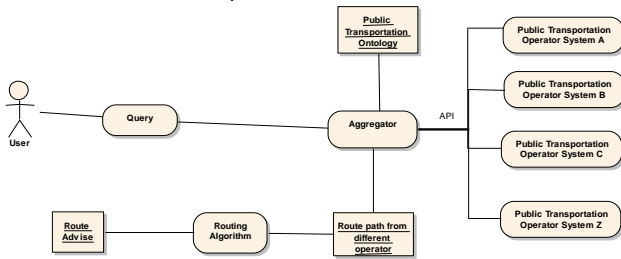 Public
Transportation
Ontology
Public Transportation
Operator System A
Public Transportation
Operator System B
User
Query
Aggregator
API
Public Transportation
Operator System C
Route
Advise
Routing
Algorithm
Route path from
different
operator
Public Transportation
Operator System Z